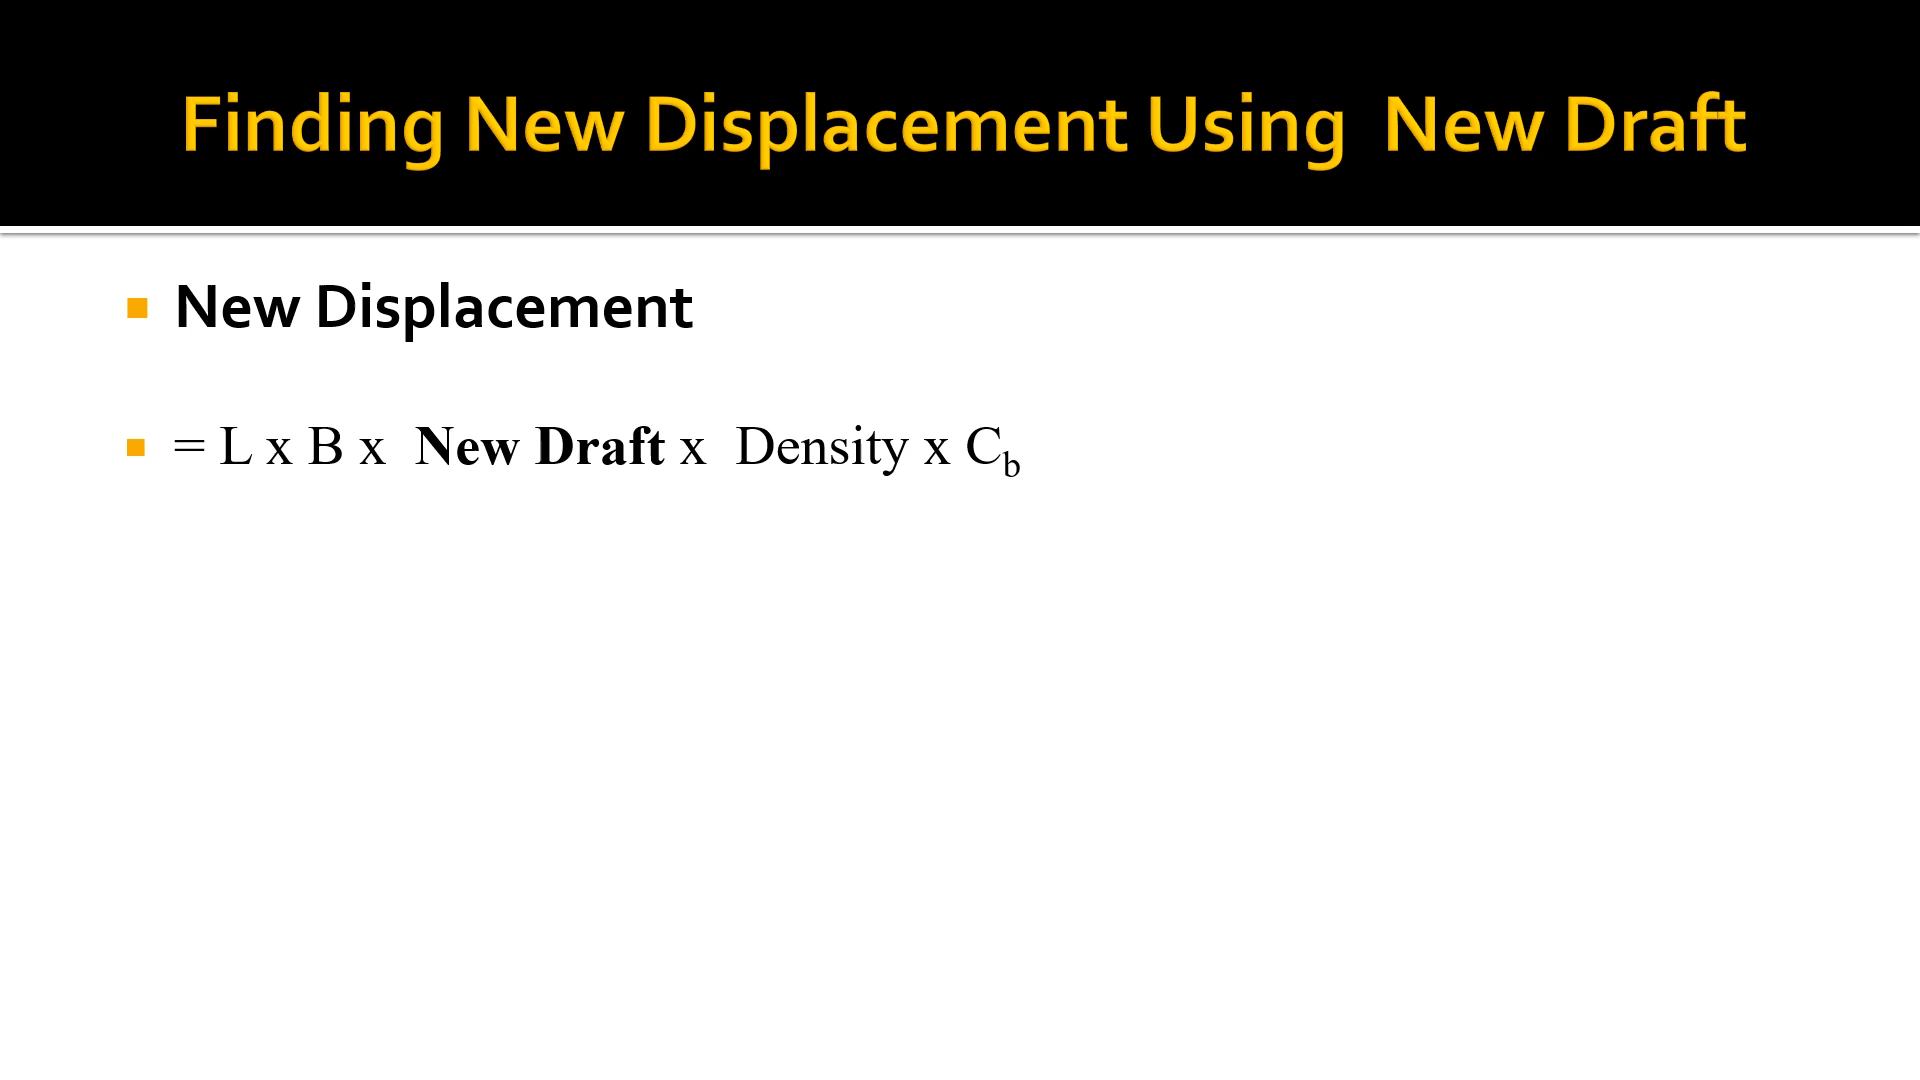 Finding New Displacement Using New Draft
New Displacement
= L x B x New Draft x Density x C_b